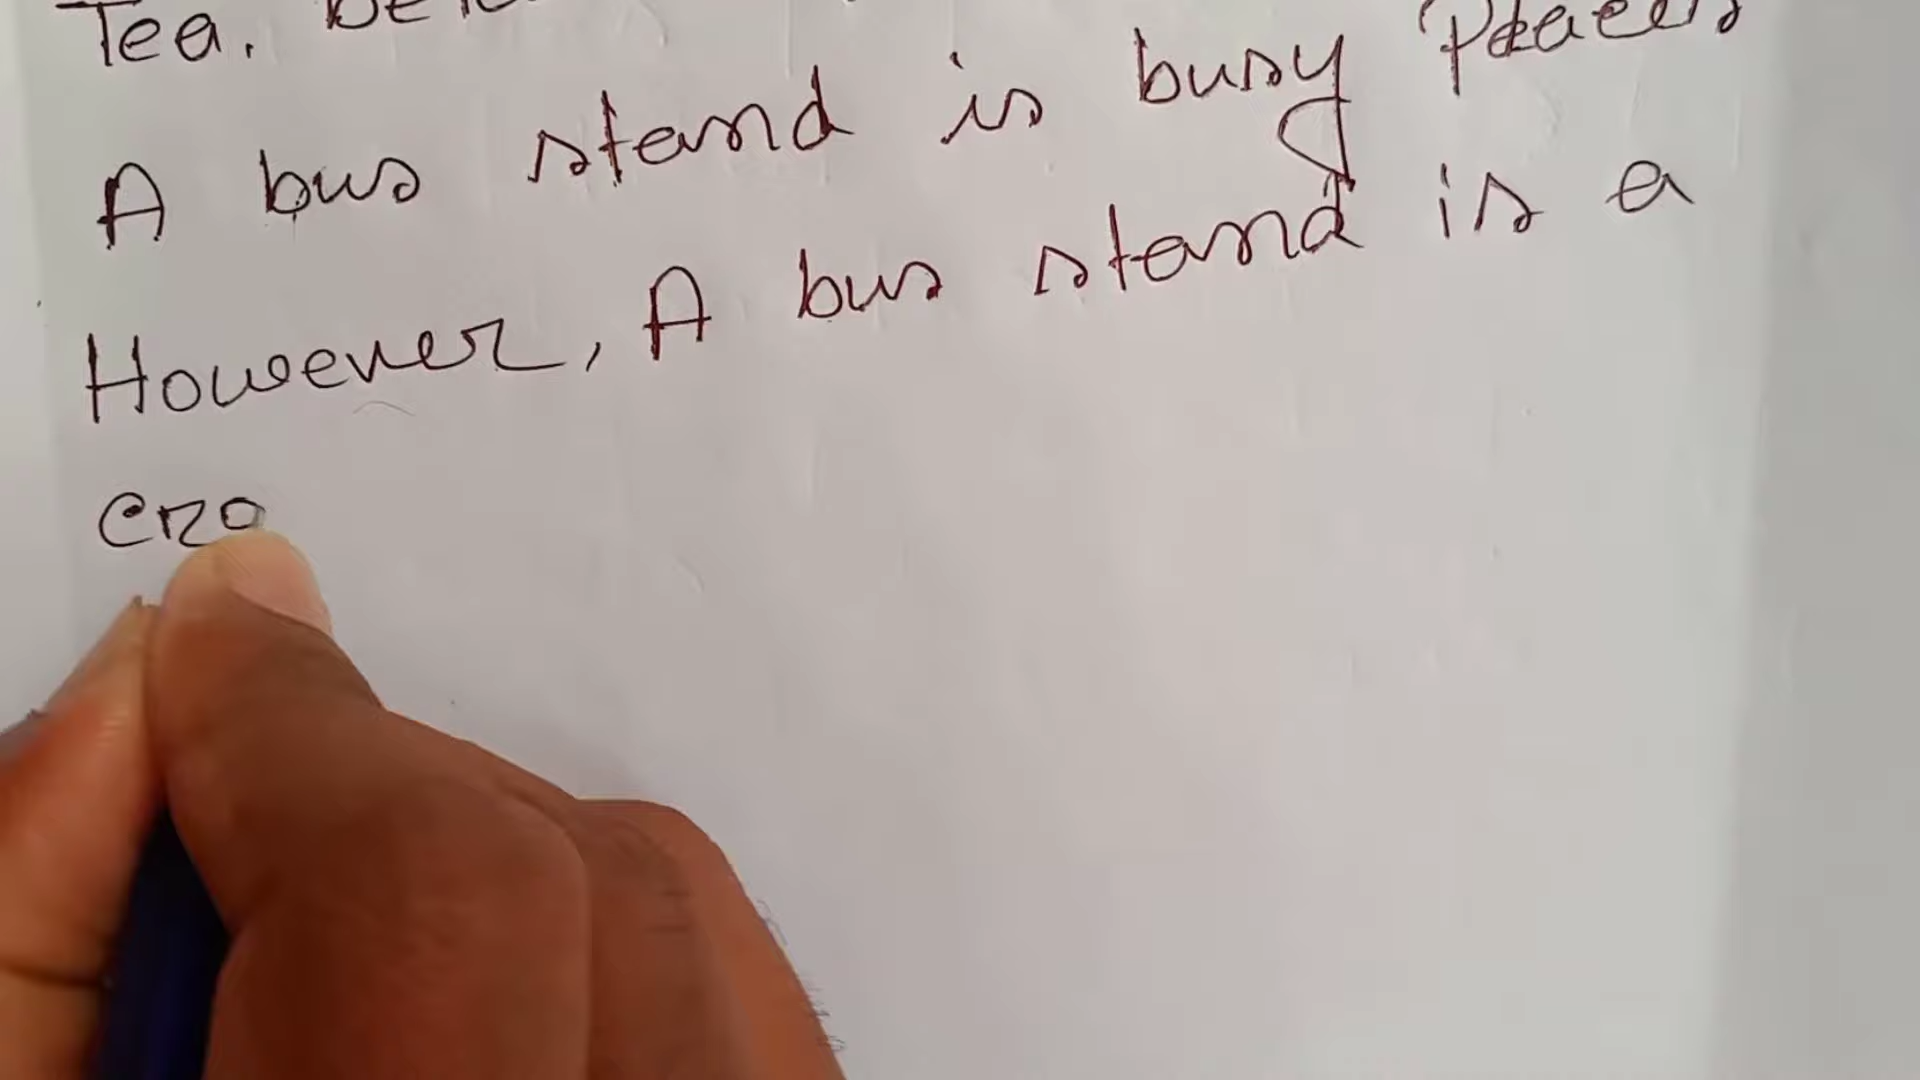 Tea.
A bus stand is busy
However, A bus stand is a
cro